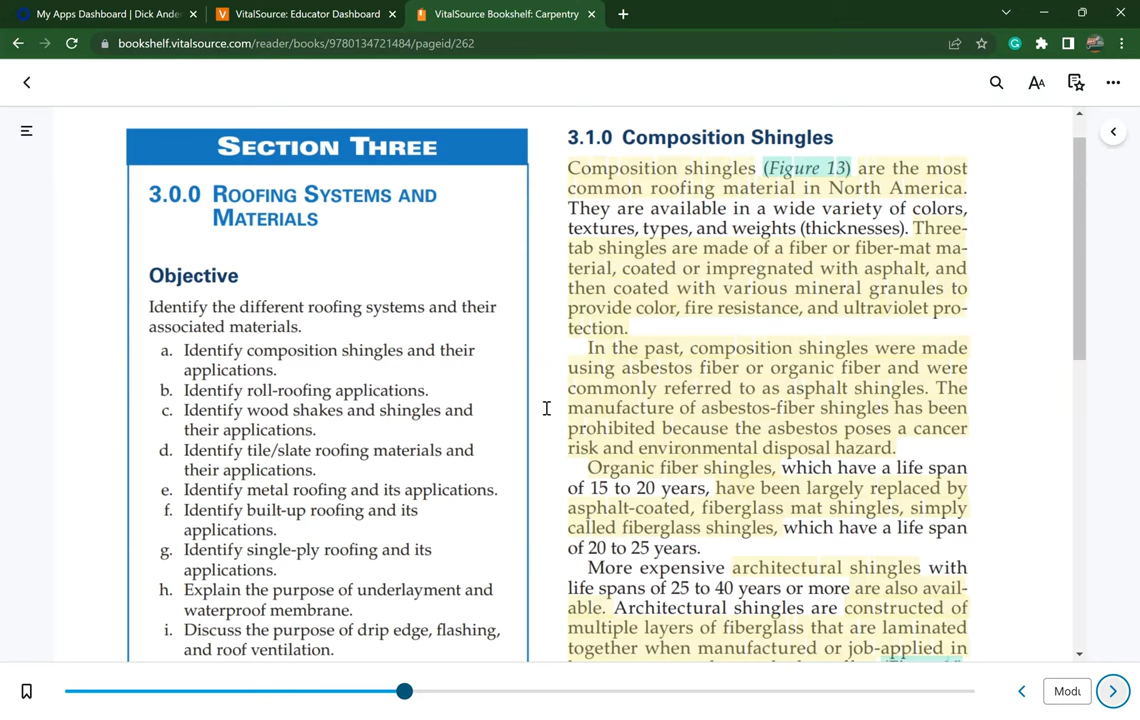 My Apps Dashboard | Dick Ander
VitalSource: Educator Dashboard
VitalSource Bookshelf: Carpentry
bookshelf.vitalsource.com/reader/books/9780134721484/pageid/262
SECTION THREE
3.0.0 ROOFING SYSTEMS AND
MATERIALS
Objective
Identify the different roofing systems and their
associated materials.
a. Identify composition shingles and their
applications.
b. Identify roll-roofing applications.
c. Identify wood shakes and shingles and
their applications.
d. Identify tile/slate roofing materials and
their applications.
e. Identify metal roofing and its applications.
f. Identify built-up roofing and its
applications.
g. Identify single-ply roofing and its
applications.
h. Explain the purpose of underlayment and
waterproof membrane.
i. Discuss the purpose of drip edge, flashing,
and roof ventilation.
3.1.0 Composition Shingles
Composition shingles (Figure 13) are the most
common roofing material in North America.
They are available in a wide variety of colors,
textures, types, and weights (thicknesses). Three-
tab shingles are made of a fiber or fiber-mat ma-
terial, coated or impregnated with asphalt, and
then coated with various mineral granules to
provide color, fire resistance, and ultraviolet pro-
tection.
In the past, composition shingles were made
using asbestos fiber or organic fiber and were
commonly referred to as asphalt shingles. The
manufacture of asbestos-fiber shingles has been
prohibited because the asbestos poses a cancer
risk and environmental disposal hazard.
Organic fiber shingles, which have a life span
of 15 to 20 years, have been largely replaced by
asphalt-coated, fiberglass mat shingles, simply
called fiberglass shingles, which have a life span
of 20 to 25 years.
More expensive architectural shingles with
life spans of 25 to 40 years or more are also avail-
able. Architectural shingles are constructed of
multiple layers of fiberglass that are laminated
together when manufactured or job-applied in
Modu